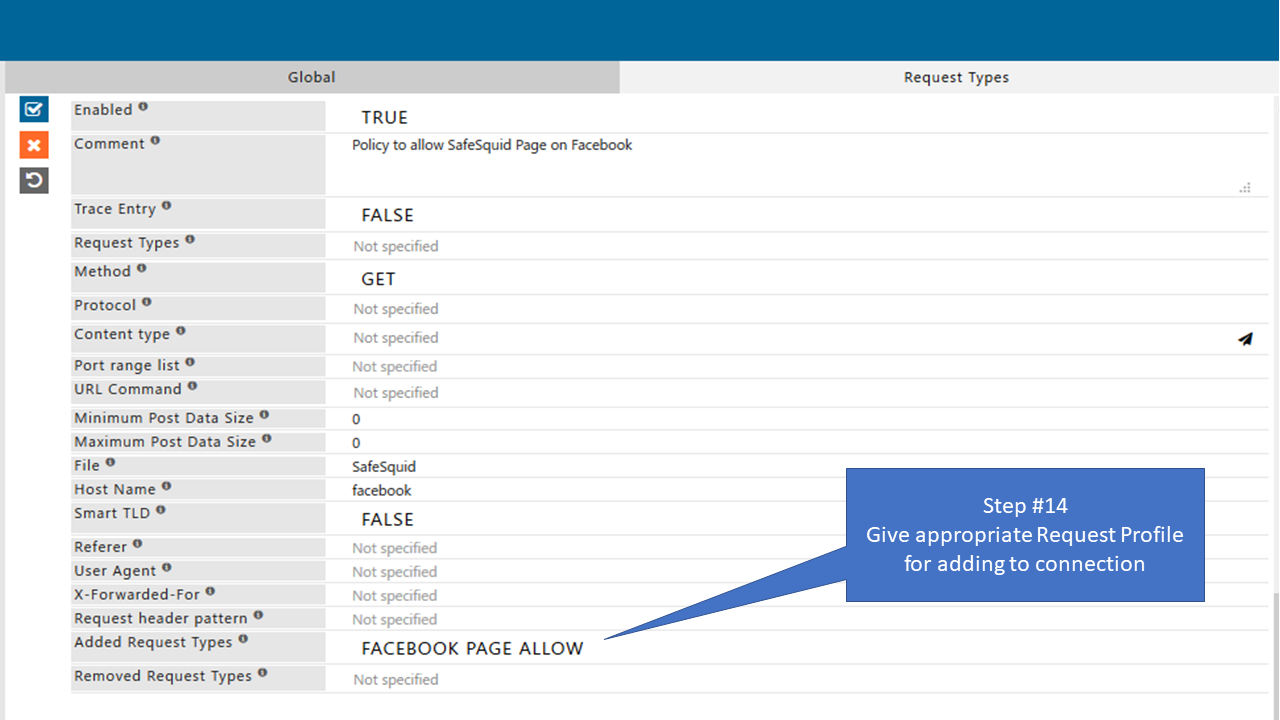 Global
Request Types
Enabled
TRUE
Comment
Policy to allow SafeSquid Page on Facebook
Trace Entry
FALSE
Request Types
Not specified
Method
GET
Protocol
Not specified
Content type
Not specified
Port range list
Not specified
URL Command
Not specified
Minimum Post Data Size
0
Maximum Post Data Size
0
File
SafeSquid
Host Name
facebook
Smart TLD
FALSE
Referer
Not specified
User Agent
Not specified
X-Forwarded-For
Not specified
Request header pattern
Not specified
Added Request Types
FACEBOOK PAGE ALLOW
Removed Request Types
Not specified
Step #14
Give appropriate Request Profile
for adding to connection